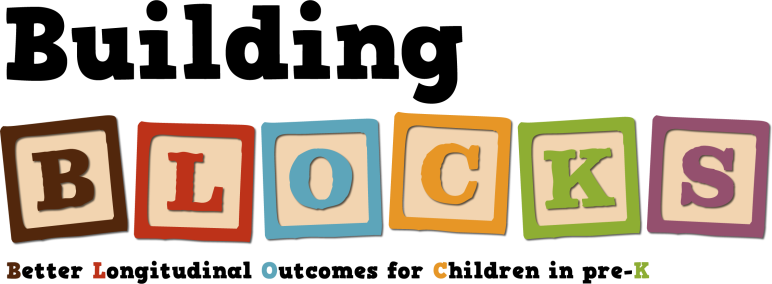 Building
BLOCKS
Better Longitudinal Outcomes for Children in pre-K